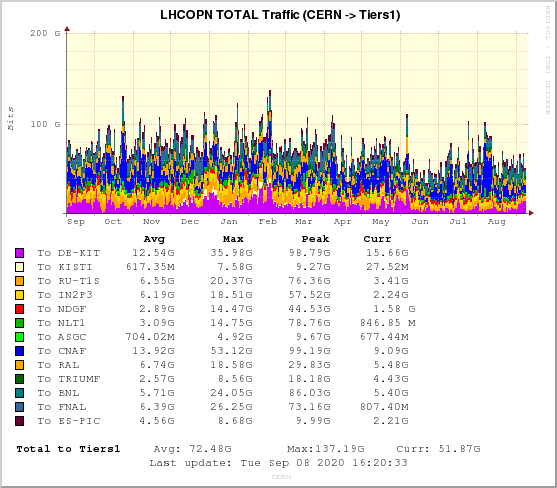 LHCOPN TOTAL Traffic (CERN -> Tiers1)
RRDTOOL / TOBI OETIKER
200 G
100 G
0
Bits
Sep Oct Nov Dec Jan Feb Mar Apr May Jun Jul Aug
Avg Max Peak Curr
To DE-KIT 12.54G 35.98G 98.79G 15.66G
To KISTI 617.35M 7.58G 9.27G 27.52M
To RU-T1S 6.55G 20.37G 76.36G 3.41G
To IN2P3 6.19G 18.51G 57.52G 2.24G
To NDGF 2.89G 14.47G 44.53G 1.58 G
To NLT1 3.09G 14.75G 78.76G 846.85 M
To ASGC 704.02M 4.92G 9.67G 677.44M
To CNAF 13.92G 53.12G 99.19G 9.09G
To RAL 6.74G 18.58G 29.83G 5.48G
To TRIUMF 2.57G 8.56G 18.18G 4.43G
To BNL 5.71G 24.05G 86.03G 5.40G
To FNAL 6.39G 26.25G 73.16G 807.40M
To ES-PIC 4.56G 8.68G 9.99G 2.21G
Total to Tiers1 Avg: 72.48G Max:137.19G Curr: 51.87G
Last update: Tue Sep 08 2020 16:20:33
CERN